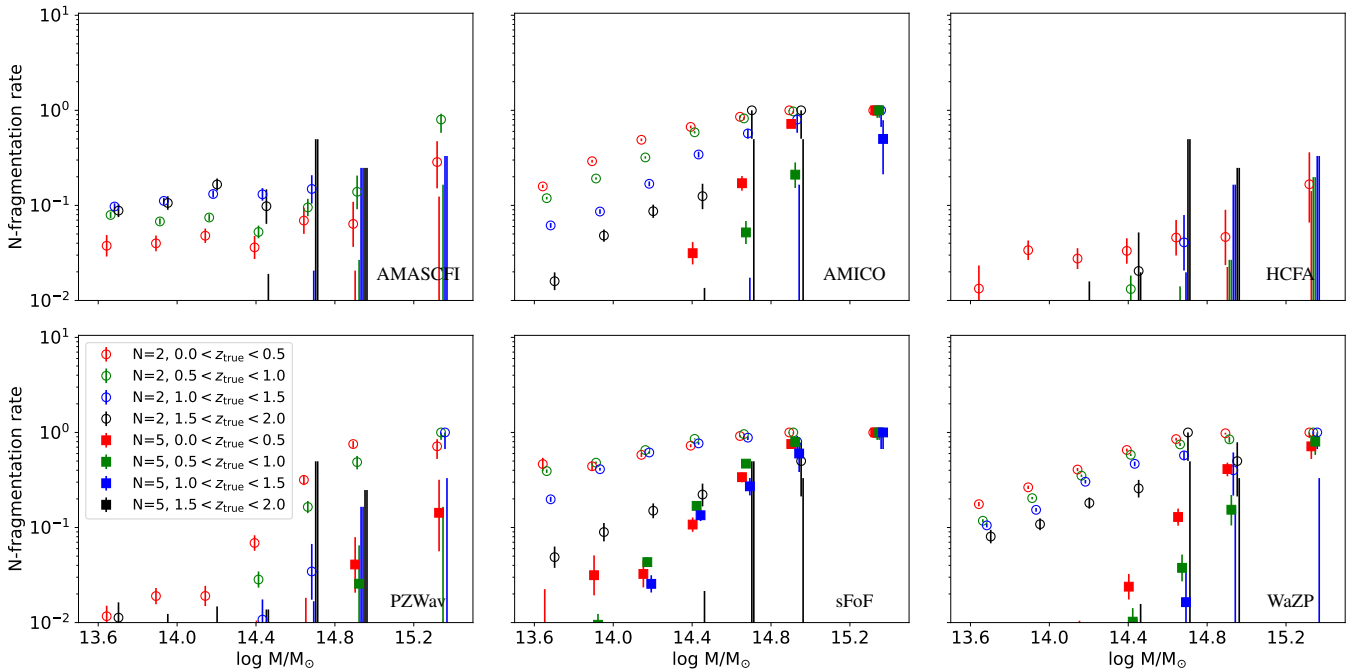 10¹
10⁰
10⁻¹
10⁻²
N-fragmentation rate
AMASCFI
AMICO
HCFA
10¹
10⁰
10⁻¹
10⁻²
N-fragmentation rate
N=2, 0.0 < z_true < 0.5
N=2, 0.5 < z_true < 1.0
N=2, 1.0 < z_true < 1.5
N=2, 1.5 < z_true < 2.0
N=5, 0.0 < z_true < 0.5
N=5, 0.5 < z_true < 1.0
N=5, 1.0 < z_true < 1.5
N=5, 1.5 < z_true < 2.0
PZWav
sFoF
WaZP
13.6 14.0 14.4 14.8 15.2
13.6 14.0 14.4 14.8 15.2
13.6 14.0 14.4 14.8 15.2
log M/M⊙
log M/M⊙
log M/M⊙